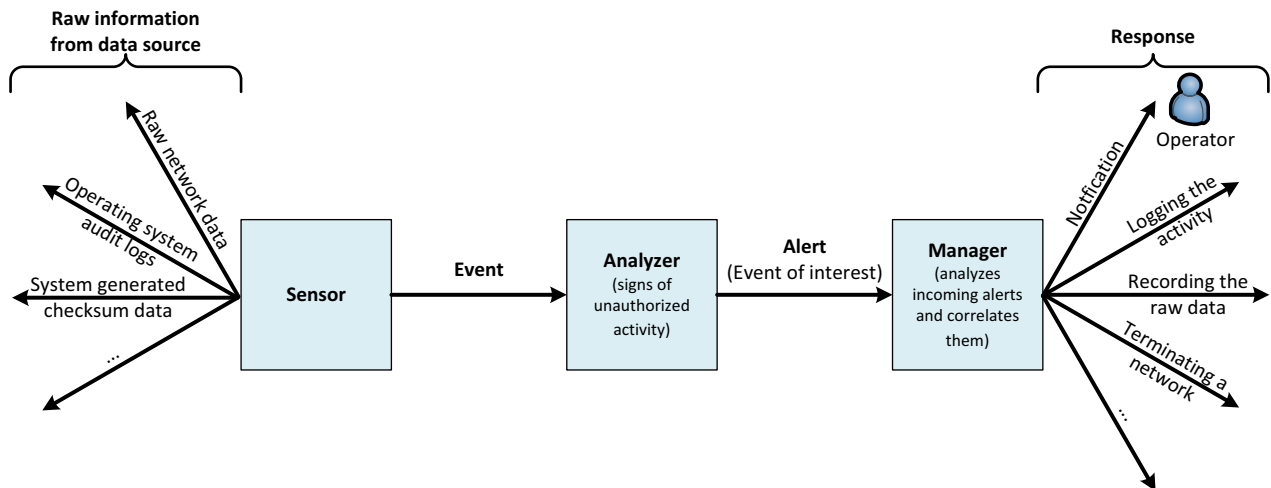 Raw information
from data source
Raw network data
Operating system
audit logs
System generated
checksum data
...
Sensor
Event
Analyzer
(signs of
unauthorized
activity)
Alert
(Event of interest)
Manager
(analyzes
incoming alerts
and correlates
them)
Response
Operator
Notfication
Logging the
activity
Recording the
raw data
Terminating a
network
...